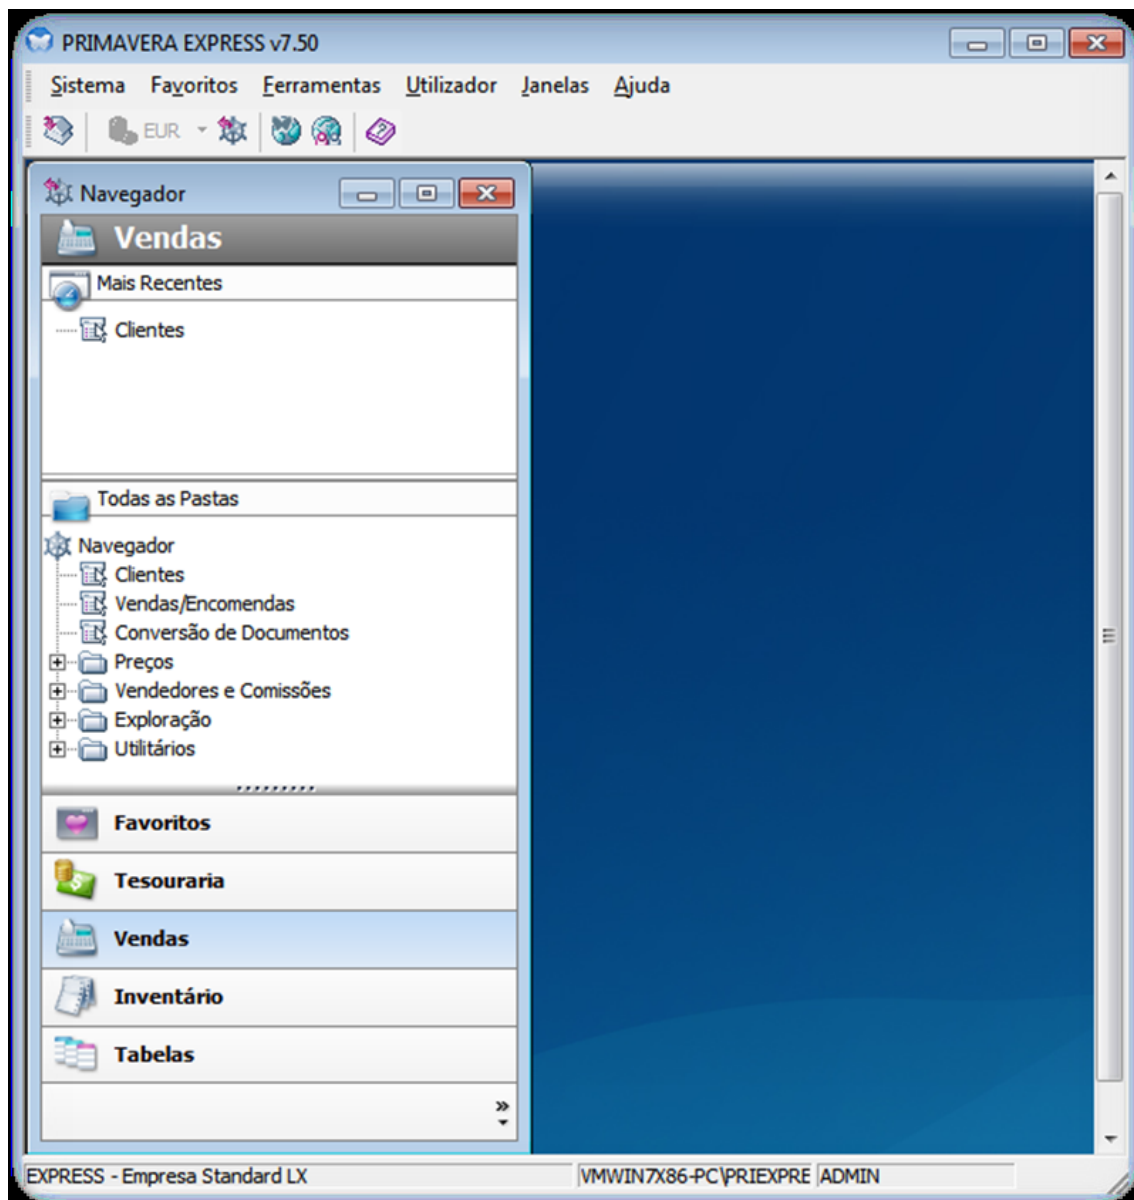 PRIMAVERA EXPRESS v7.50
Sistema Favoritos Ferramentas Utilizador Janelas Ajuda
EUR
Navegador
Vendas
Mais Recentes
Clientes
Todas as Pastas
Navegador
Clientes
Vendas/Encomendas
Conversão de Documentos
Preços
Vendedores e Comissões
Exploração
Utilitários
Favoritos
Tesouraria
Vendas
Inventário
Tabelas
EXPRESS - Empresa Standard LX VMWIN7X86-PC\PRIEXPRE ADMIN